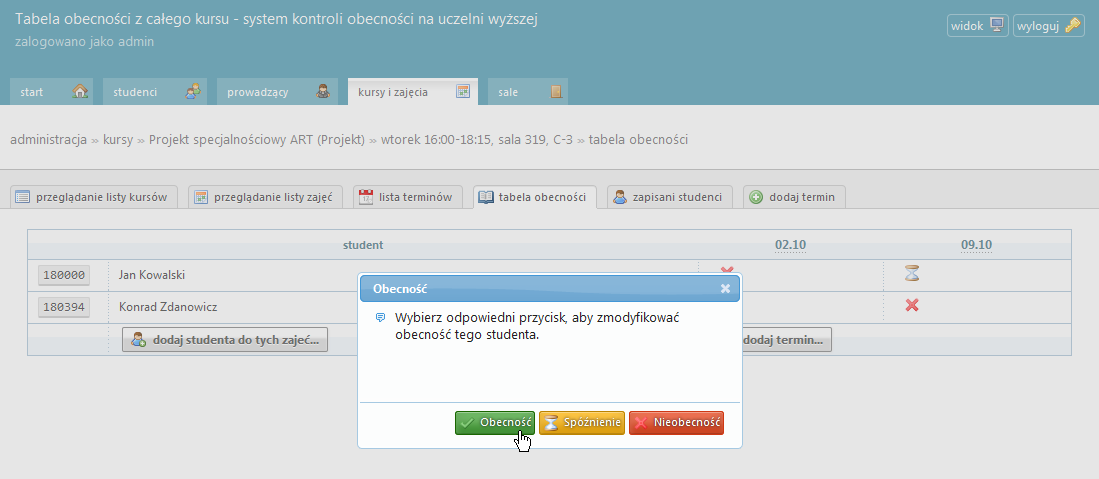 Tabela obecności z całego kursu - system kontroli obecności na uczelni wyższej
zalogowano jako admin
widok
wyloguj
start
studenci
prowadzący
kursy i zajęcia
sale
administracja » kursy » Projekt specjalnościowy ART (Projekt) » wtorek 16:00-18:15, sala 319, C-3 » tabela obecności
przeglądanie listy kursów
przeglądanie listy zajęć
lista terminów
tabela obecności
zapisani studenci
dodaj termin
student 02.10 09.10
180000 Jan Kowalski
180394 Konrad Zdanowicz
dodaj studenta do tych zajeć...
dodaj termin...
Obecność
Wybierz odpowiedni przycisk, aby zmodyfikować
obecność tego studenta.
Obecność
Spóźnienie
Nieobecność